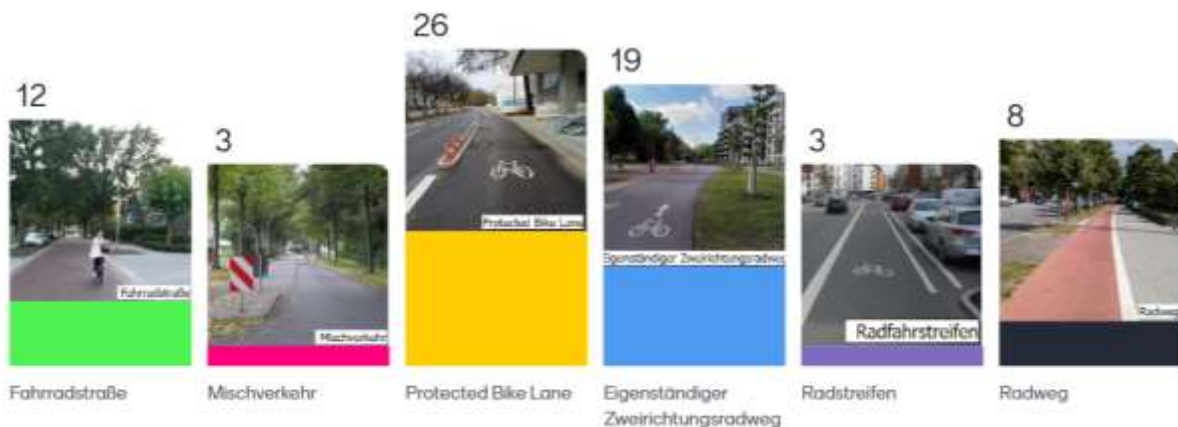 12
3
26
19
3
8
Fahrradstraße
Mischverkehr
Protected Bike Lane
Eigenständiger Zweirichtungsradweg
Radfahrstreifen
Radweg
Fahrradstraße
Mischverkehr
Protected Bike Lane
Eigenständiger
Zweirichtungsradweg
Radstreifen
Radweg